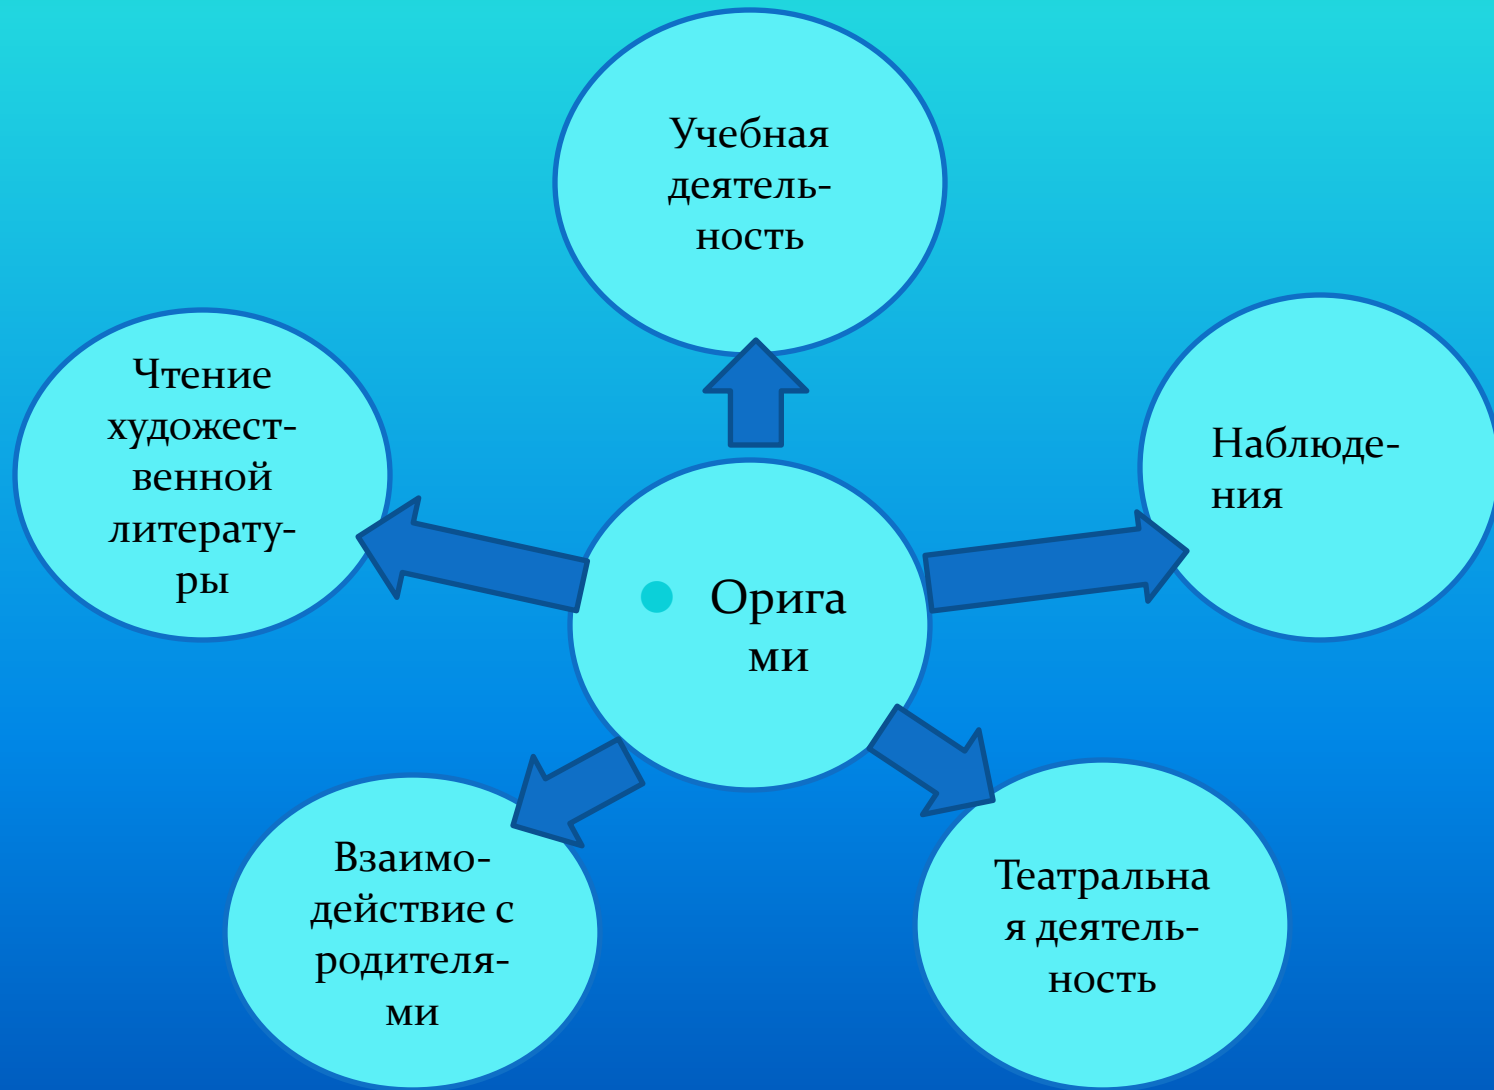 Учебная
деятель-
ность
Чтение
художест-
венной
литерату-
ры
Наблюде-
ния
Орига
ми
Взаимо-
действие с
родителя-
ми
Театральна
я деятель-
ность